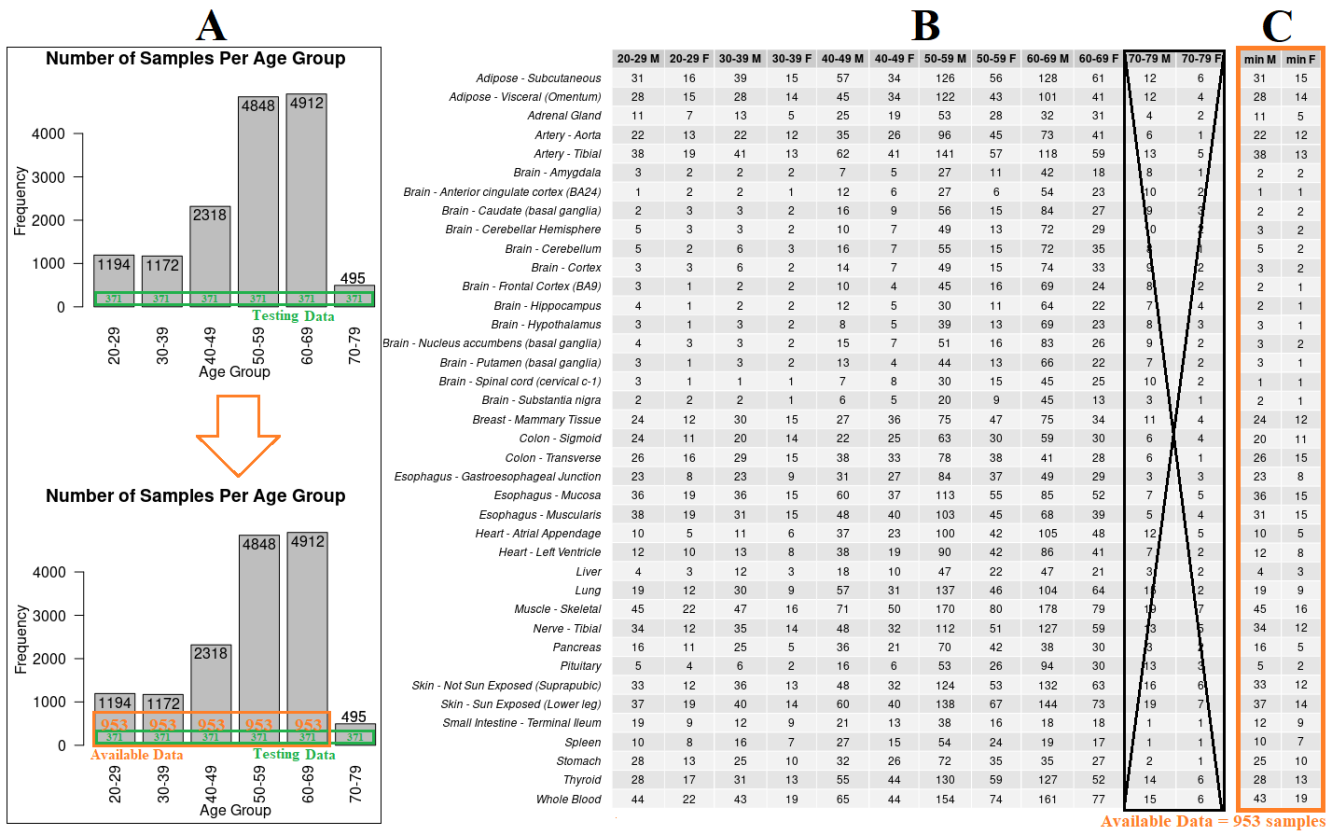 A
B
C
Number of Samples Per Age Group
Frequency
4000
3000
2000
1000
0
1194
1172
2318
4848
4912
495
371 371 371 371 371 371
Testing Data
20-29 30-39 40-49 50-59 60-69 70-79
Age Group
Number of Samples Per Age Group
Frequency
4000
3000
2000
1000
0
1194
1172
2318
4848
4912
495
953 953 953 953 953
371 371 371 371 371 371
Available Data Testing Data
20-29 30-39 40-49 50-59 60-69 70-79
Age Group
20-29 M 20-29 F 30-39 M 30-39 F 40-49 M 40-49 F 50-59 M 50-59 F 60-69 M 60-69 F 70-79 M 70-79 F min M min F
Adipose - Subcutaneous 31 16 39 15 57 34 126 56 128 61 12 6 31 15
Adipose - Visceral (Omentum) 28 15 28 14 45 34 122 43 101 41 12 4 28 14
Adrenal Gland 11 7 13 5 25 19 53 28 32 31 4 2 11 5
Artery - Aorta 22 13 22 12 35 26 96 45 73 41 6 1 22 12
Artery - Tibial 38 19 41 13 62 41 141 57 118 59 13 5 38 13
Brain - Amygdala 3 2 2 2 7 5 27 11 42 18 8 1 2 2
Brain - Anterior cingulate cortex (BA24) 1 2 2 1 12 6 27 6 54 23 10 2 1 1
Brain - Caudate (basal ganglia) 2 3 3 2 16 9 56 15 84 27 9 3 2 2
Brain - Cerebellar Hemisphere 5 3 3 2 10 7 49 13 72 29 3 2
Brain - Cerebellum 5 2 6 3 16 7 55 15 72 35 5 2
Brain - Cortex 3 3 6 2 14 7 49 15 74 33 9 2 3 2
Brain - Frontal Cortex (BA9) 3 1 2 2 10 4 45 16 69 24 8 2 2 1
Brain - Hippocampus 4 1 2 2 12 5 30 11 64 22 7 4 2 1
Brain - Hypothalamus 3 1 3 2 8 5 39 13 69 23 8 3 3 1
Brain - Nucleus accumbens (basal ganglia) 4 3 3 2 15 7 51 16 83 26 9 2 3 2
Brain - Putamen (basal ganglia) 3 1 3 2 13 4 44 13 66 22 7 2 3 1
Brain - Spinal cord (cervical c-1) 3 1 1 1 7 8 30 15 45 25 10 2 1 1
Brain - Substantia nigra 2 2 2 1 6 5 20 9 45 13 3 1 2 1
Breast - Mammary Tissue 24 12 30 15 27 36 75 47 75 34 11 4 24 12
Colon - Sigmoid 24 11 20 14 22 25 63 30 59 30 6 4 20 11
Colon - Transverse 26 16 29 15 38 33 78 38 41 28 6 1 26 15
Esophagus - Gastroesophageal Junction 23 8 23 9 31 27 84 37 49 29 3 3 23 8
Esophagus - Mucosa 36 19 36 15 60 37 113 55 85 52 7 5 36 15
Esophagus - Muscularis 38 19 31 15 48 40 103 45 68 39 5 4 31 15
Heart - Atrial Appendage 10 5 11 6 37 23 100 42 105 48 12 5 10 5
Heart - Left Ventricle 12 10 13 8 38 19 90 42 86 41 7 2 12 8
Liver 4 3 12 3 18 10 47 22 47 21 3 2 4 3
Lung 19 12 30 9 57 31 137 46 104 64 2 19 9
Muscle - Skeletal 45 22 47 16 71 50 170 80 178 79 19 7 45 16
Nerve - Tibial 34 12 35 14 48 32 112 51 127 59 13 5 34 12
Pancreas 16 11 25 5 36 21 70 42 38 30 3 16 5
Pituitary 5 4 6 2 16 6 53 26 94 30 13 3 5 2
Skin - Not Sun Exposed (Suprapubic) 33 12 36 13 48 32 124 53 132 63 16 6 33 12
Skin - Sun Exposed (Lower leg) 37 19 40 14 60 40 138 67 144 73 19 7 37 14
Small Intestine - Terminal Ileum 19 9 12 9 21 13 38 16 18 18 1 1 12 9
Spleen 10 8 16 7 27 15 54 24 19 17 1 1 10 7
Stomach 28 13 25 10 32 26 72 35 35 27 2 1 25 10
Thyroid 28 17 31 13 55 44 130 59 127 52 14 6 28 13
Whole Blood 44 22 43 19 65 44 154 74 161 77 15 6 43 19
Available Data = 953 samples